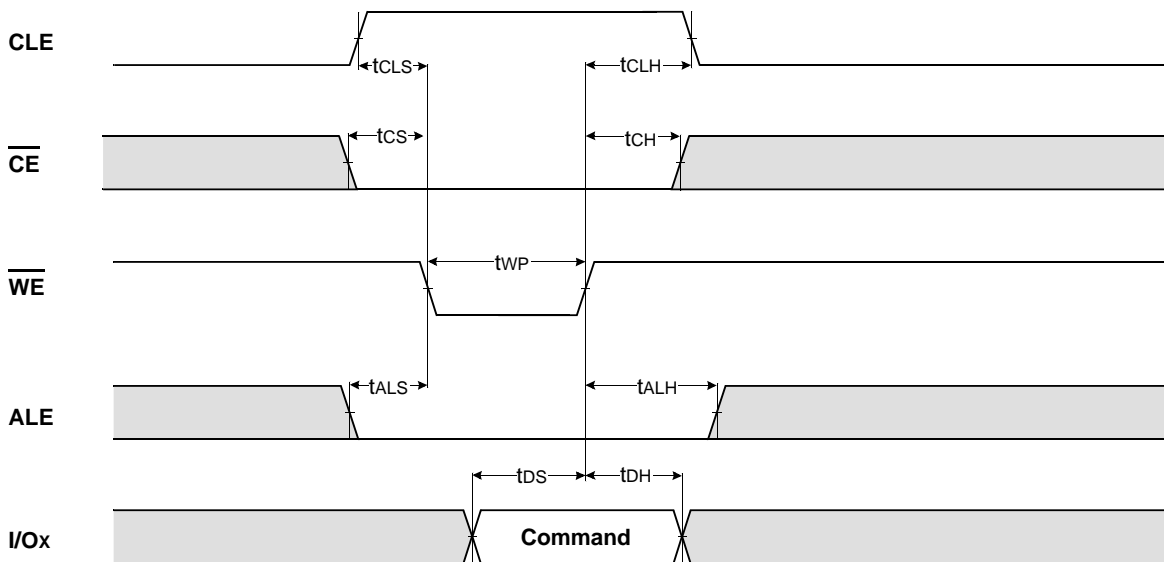 CLE
tCLS
tCLH
CE
tCS
tCH
WE
tWP
ALE
tALS
tALH
I/Ox
tDS
tDH
Command